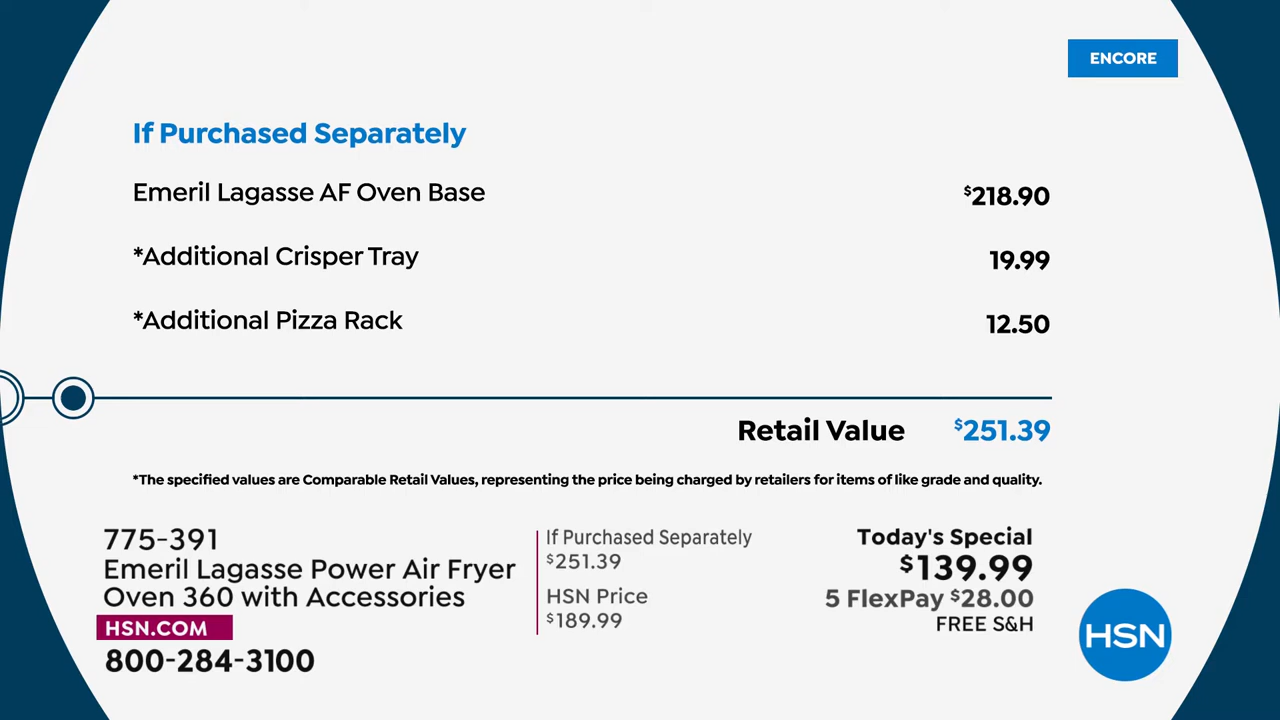 ENCORE
If Purchased Separately
Emeril Lagasse AF Oven Base $218.90
*Additional Crisper Tray 19.99
*Additional Pizza Rack 12.50
Retail Value $251.39
*The specified values are Comparable Retail Values, representing the price being charged by retailers for items of like grade and quality.
775-391
Emeril Lagasse Power Air Fryer
Oven 360 with Accessories
HSN.COM
800-284-3100
If Purchased Separately
$251.39
HSN Price
$189.99
Today's Special
$139.99
5 FlexPay $28.00
FREE S&H
HSN